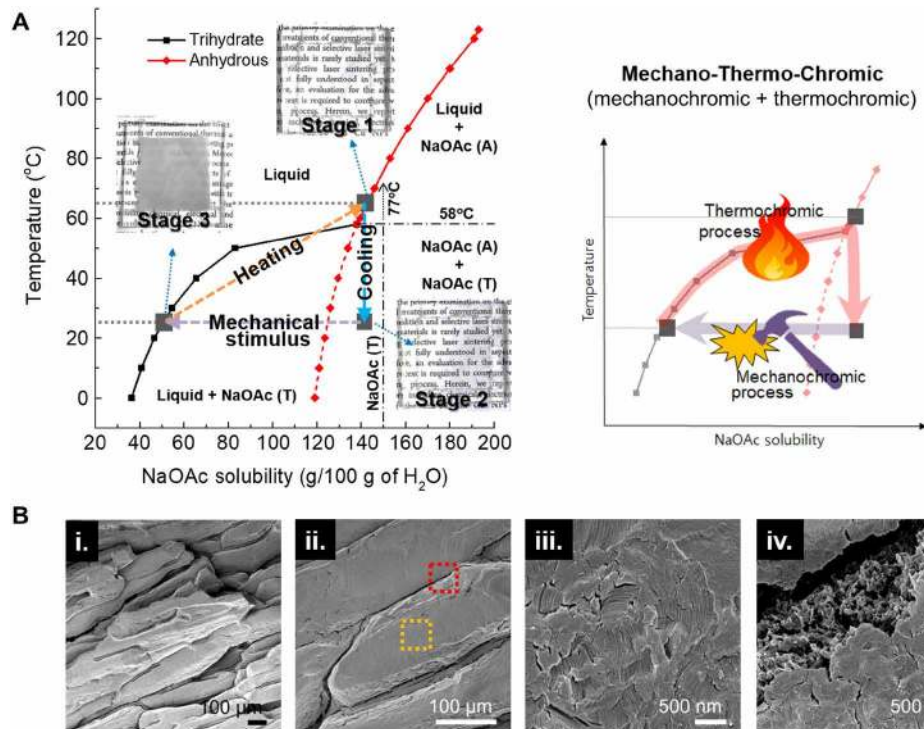 A
Trihydrate
Anhydrous
Temperature (°C)
120
100
80
60
40
20
0
20 40 60 80 100 120 140 160 180 200
NaOAc solubility (g/100 g of H₂O)
Stage 1
Stage 3
Stage 2
Liquid
Liquid +
NaOAc (A)
77°C
58°C
NaOAc (A)
+
NaOAc (T)
NaOAc (T)
Heating
Cooling
Mechanical
stimulus
Liquid + NaOAc (T)
Mechano-Thermo-Chromic
(mechanochromic + thermochromic)
Temperature
Thermochromic
process
Mechanochromic
process
NaOAc solubility
B
i.
100 μm
ii.
100 μm
iii.
500 nm
iv.
500